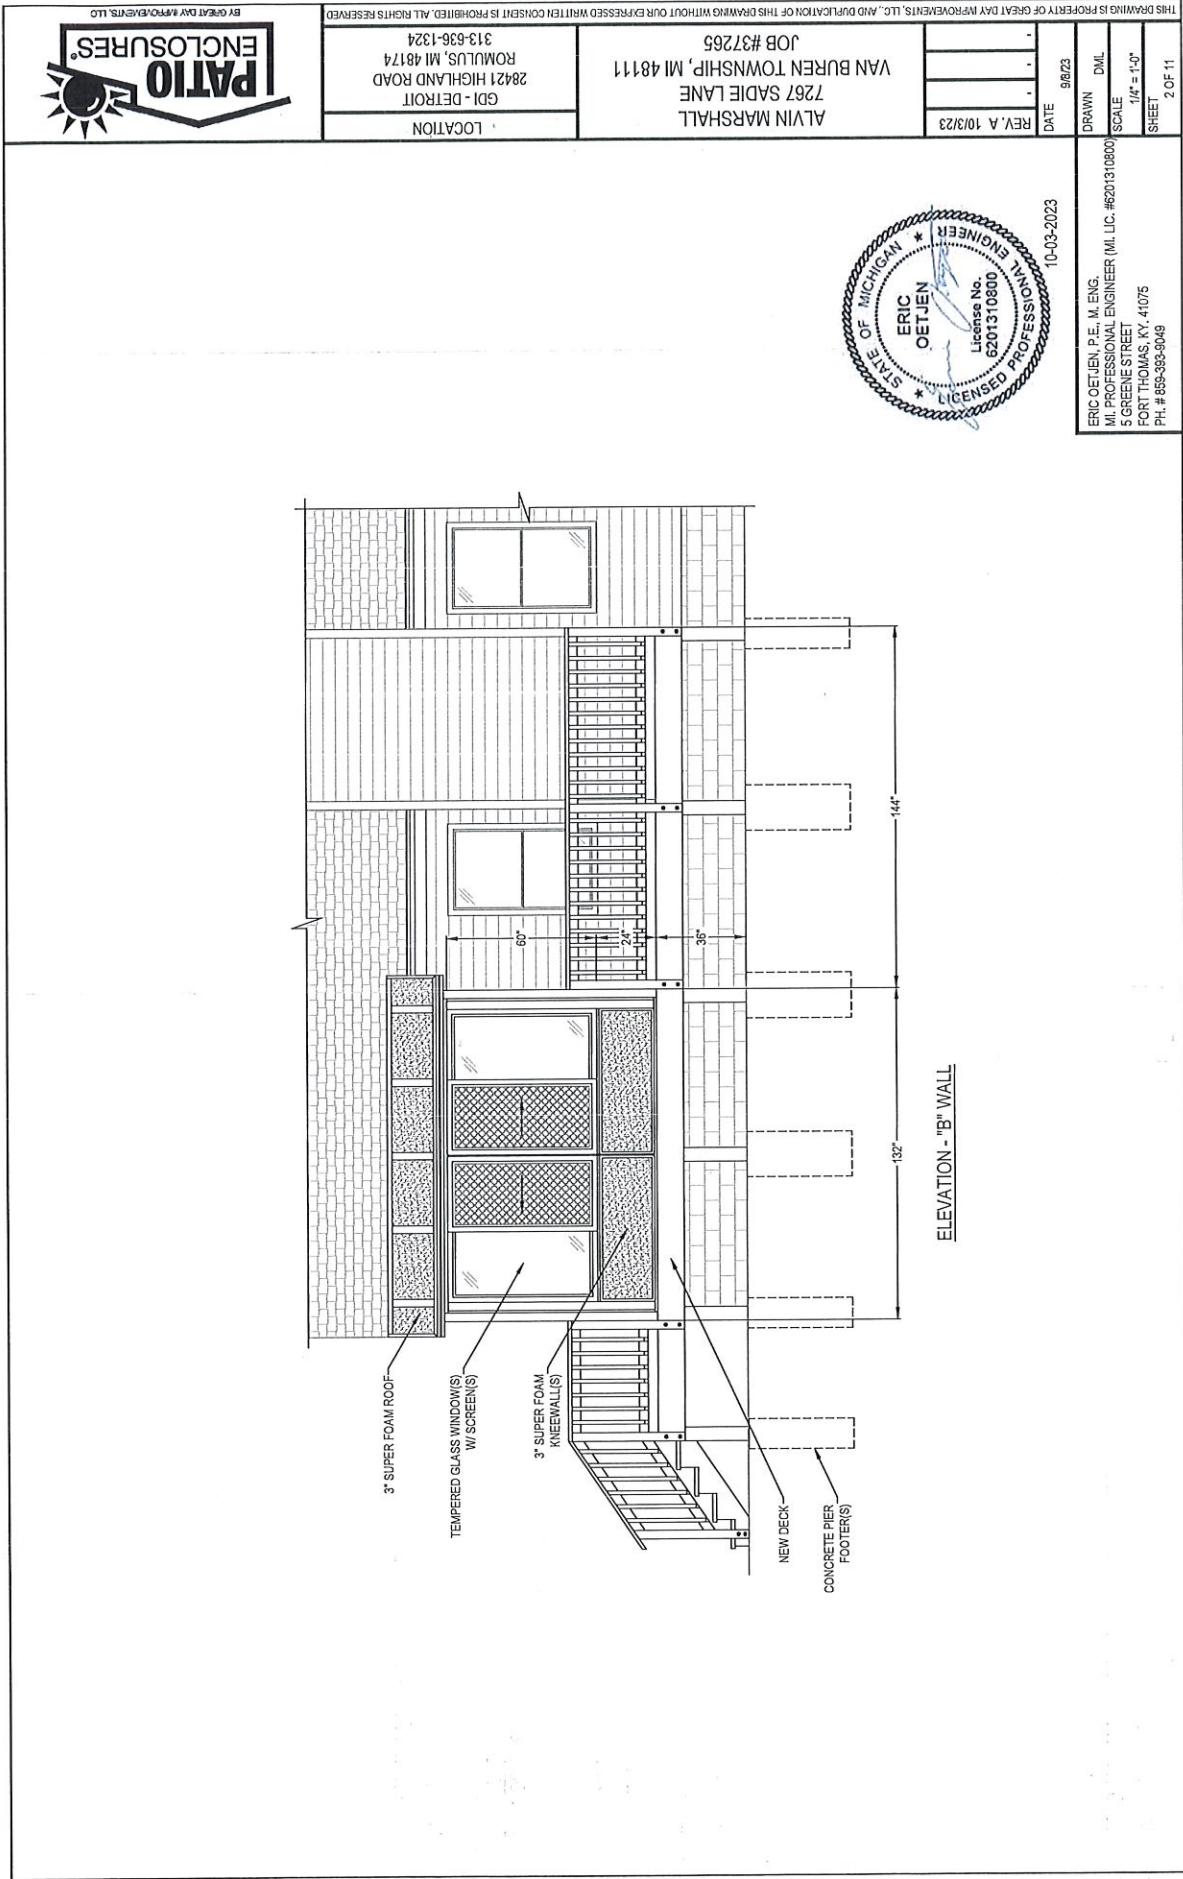 3" SUPER FOAM ROOF
TEMPERED GLASS WINDOW(S)
W/ SCREEN(S)
3" SUPER FOAM
KNEEWALL(S)
NEW DECK
CONCRETE PIER
FOOTER(S)
60"
24"
36"
132"
144"
ELEVATION - "B" WALL
STATE OF MICHIGAN
ERIC
OETJEN
License No.
6201310800
LICENSED PROFESSIONAL ENGINEER
10-03-2023
ERIC OETJEN, P.E., M. ENG.
MI. PROFESSIONAL ENGINEER (MI. LIC. #6201310800)
5 GREENE STREET
FORT THOMAS, KY. 41075
PH. # 859-393-9049
PATIO
ENCLOSURES®
BY GREAT DAY IMPROVEMENTS, LLC
LOCATION
GDI - DETROIT
28421 HIGHLAND ROAD
ROMULUS, MI 48174
313-636-1324
ALVIN MARSHALL
7267 SADIE LANE
VAN BUREN TOWNSHIP, MI 48111
JOB #37265
REV. A 10/3/23
-
-
-
DATE
9/8/23
DRAWN
DML
SCALE
1/4" = 1'-0"
SHEET
2 OF 11
THIS DRAWING IS PROPERTY OF GREAT DAY IMPROVEMENTS, LLC., AND DUPLICATION OF THIS DRAWING WITHOUT OUR EXPRESSED WRITTEN CONSENT IS PROHIBITED. ALL RIGHTS RESERVED